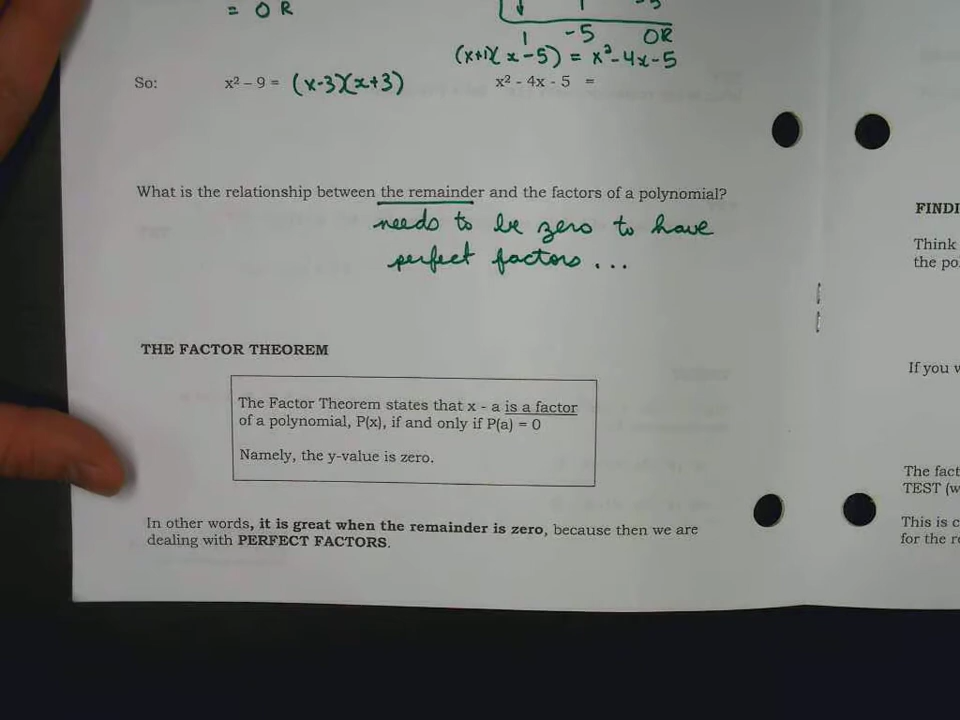 = 0 R
1 -5 0R
(x+1)(x-5) = x²-4x-5
So: x² – 9 = (x-3)(x+3) x² - 4x - 5 =
What is the relationship between the remainder and the factors of a polynomial?
needs to be zero to have
perfect factors ...
THE FACTOR THEOREM
The Factor Theorem states that x - a is a factor
of a polynomial, P(x), if and only if P(a) = 0
Namely, the y-value is zero.
In other words, it is great when the remainder is zero, because then we are
dealing with PERFECT FACTORS.
FINDI
Think
the po
If you w
The fact
TEST (w
This is c
for the re